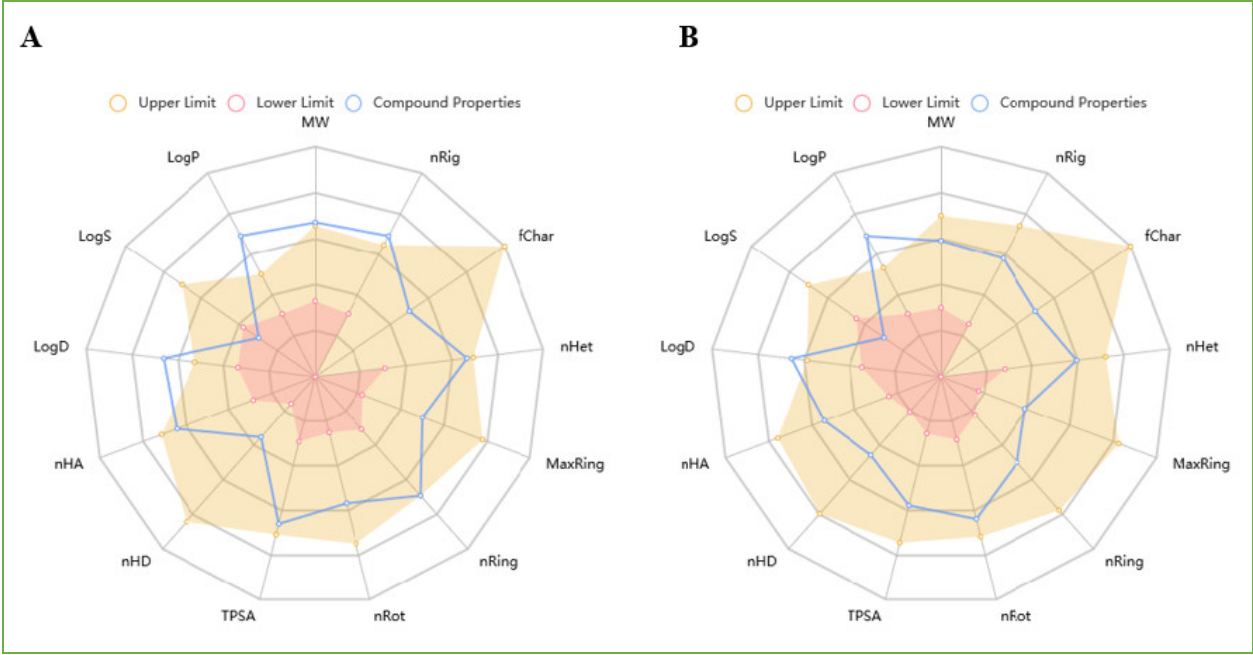 A
B
Upper Limit Lower Limit Compound Properties
MW
nRig
fChar
nHet
MaxRing
nRing
nRot
TPSA
nHD
nHA
LogD
LogS
LogP
Upper Limit Lower Limit Compound Properties
MW
nRig
fChar
nHet
MaxRing
nRing
nRot
TPSA
nHD
nHA
LogD
LogS
LogP